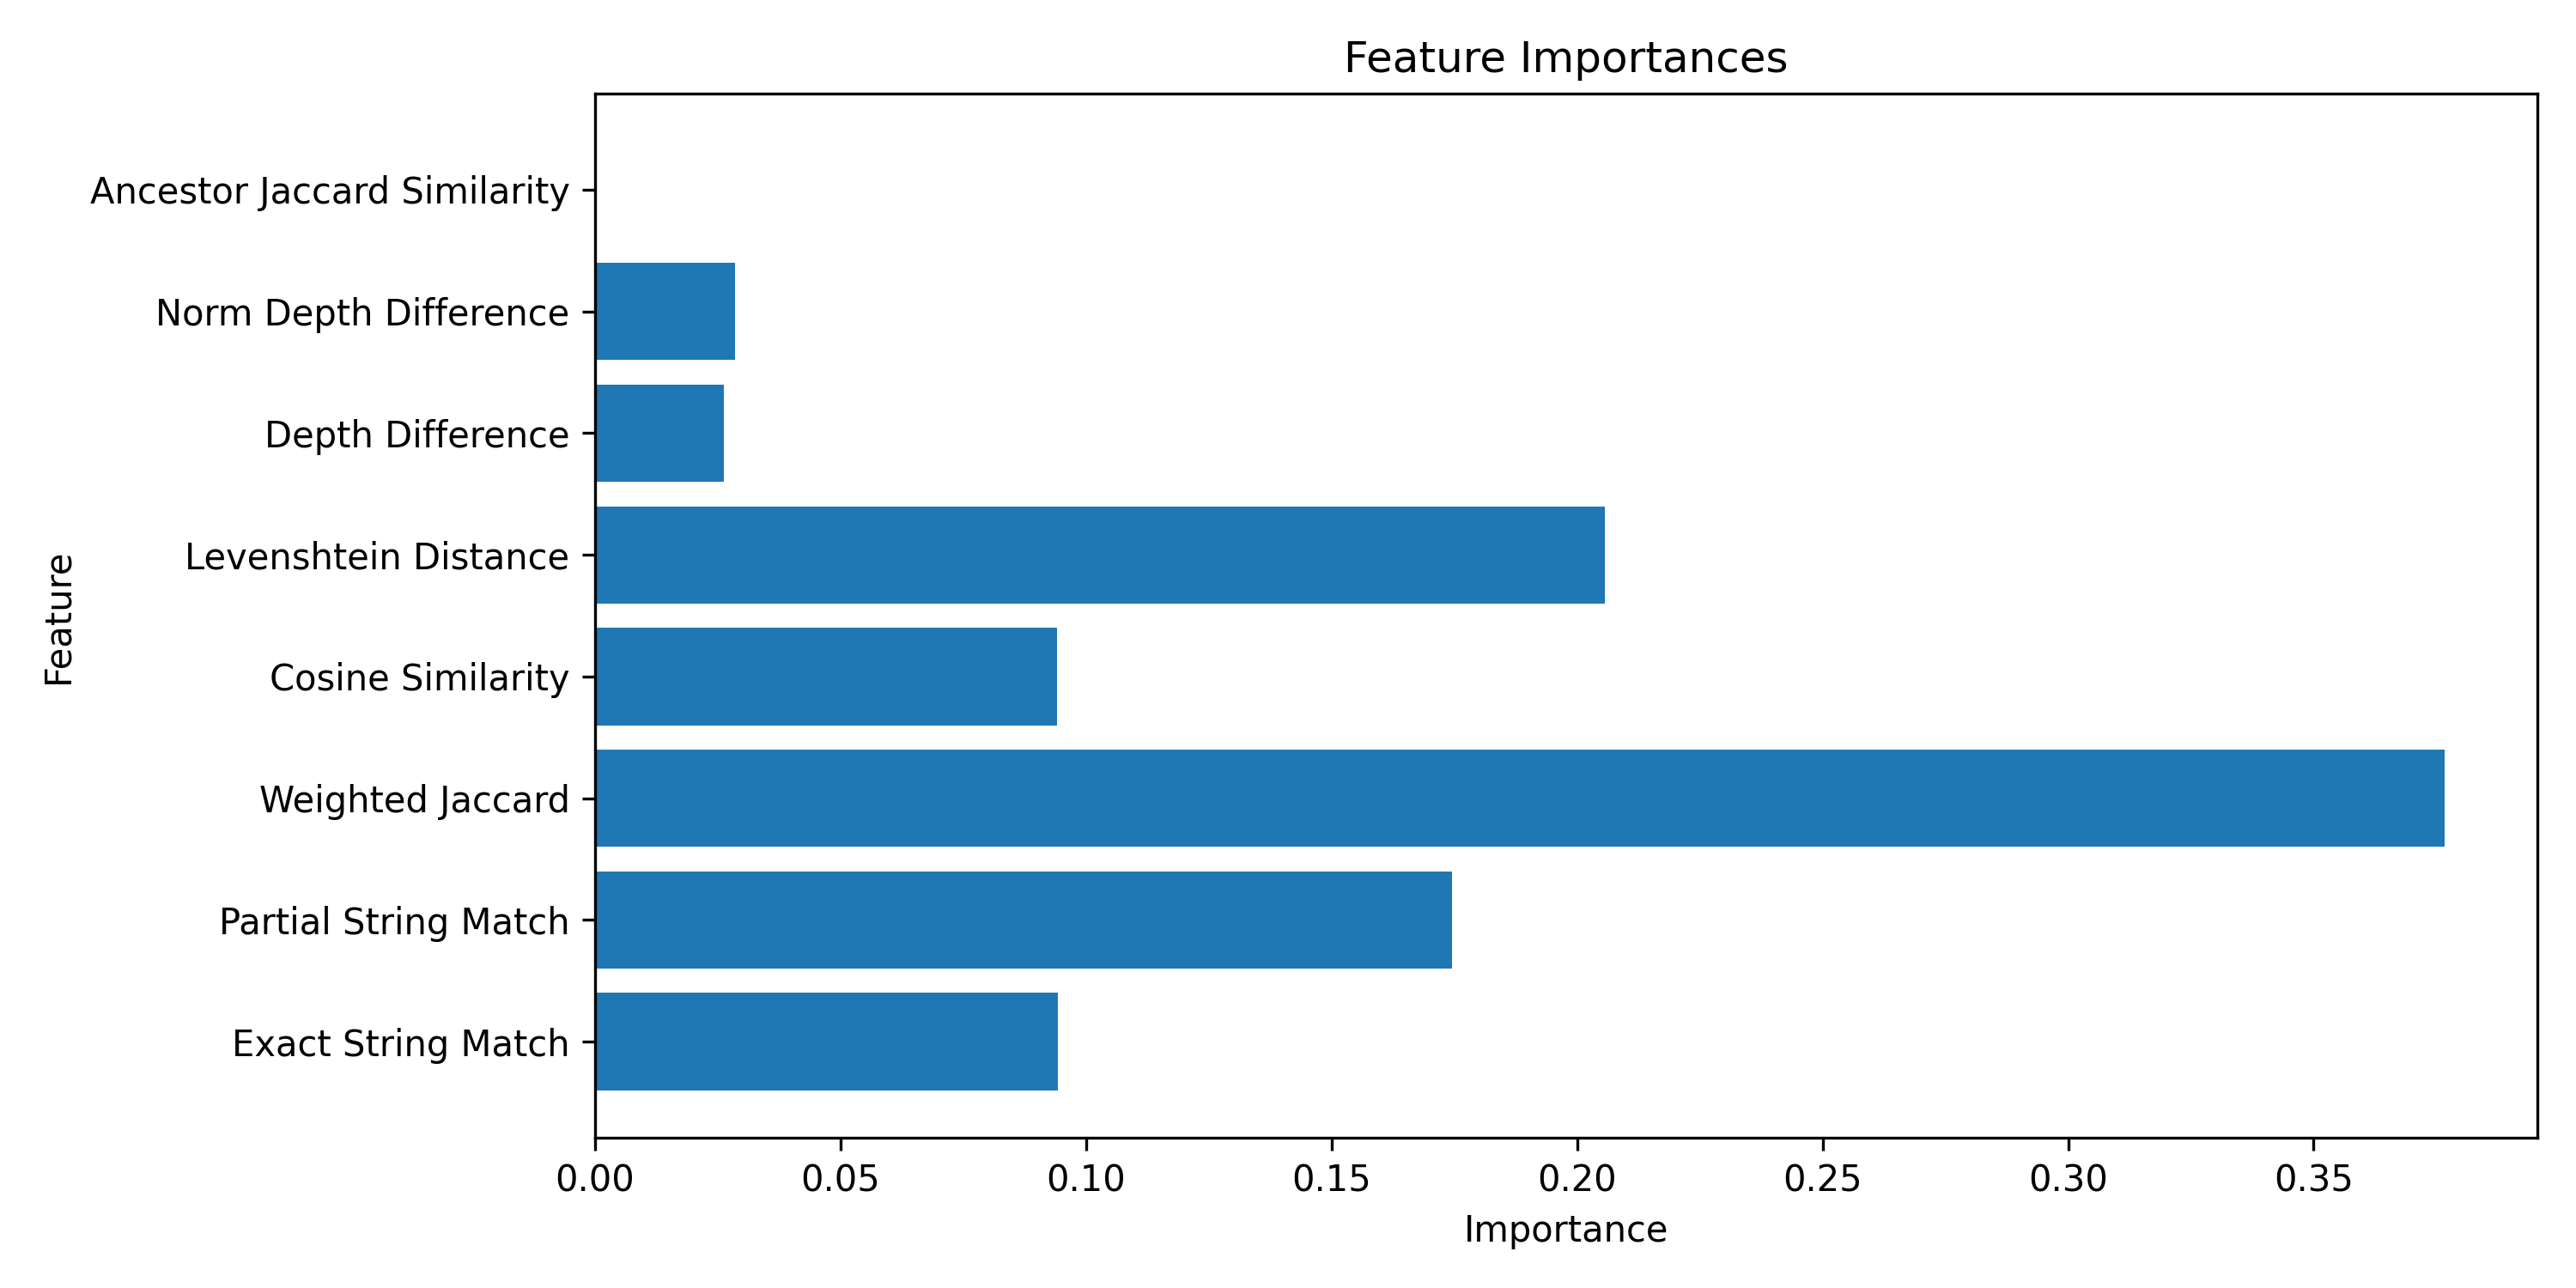 Feature Importances
Ancestor Jaccard Similarity
Norm Depth Difference
Depth Difference
Levenshtein Distance
Cosine Similarity
Weighted Jaccard
Partial String Match
Exact String Match
Feature
0.00 0.05 0.10 0.15 0.20 0.25 0.30 0.35
Importance